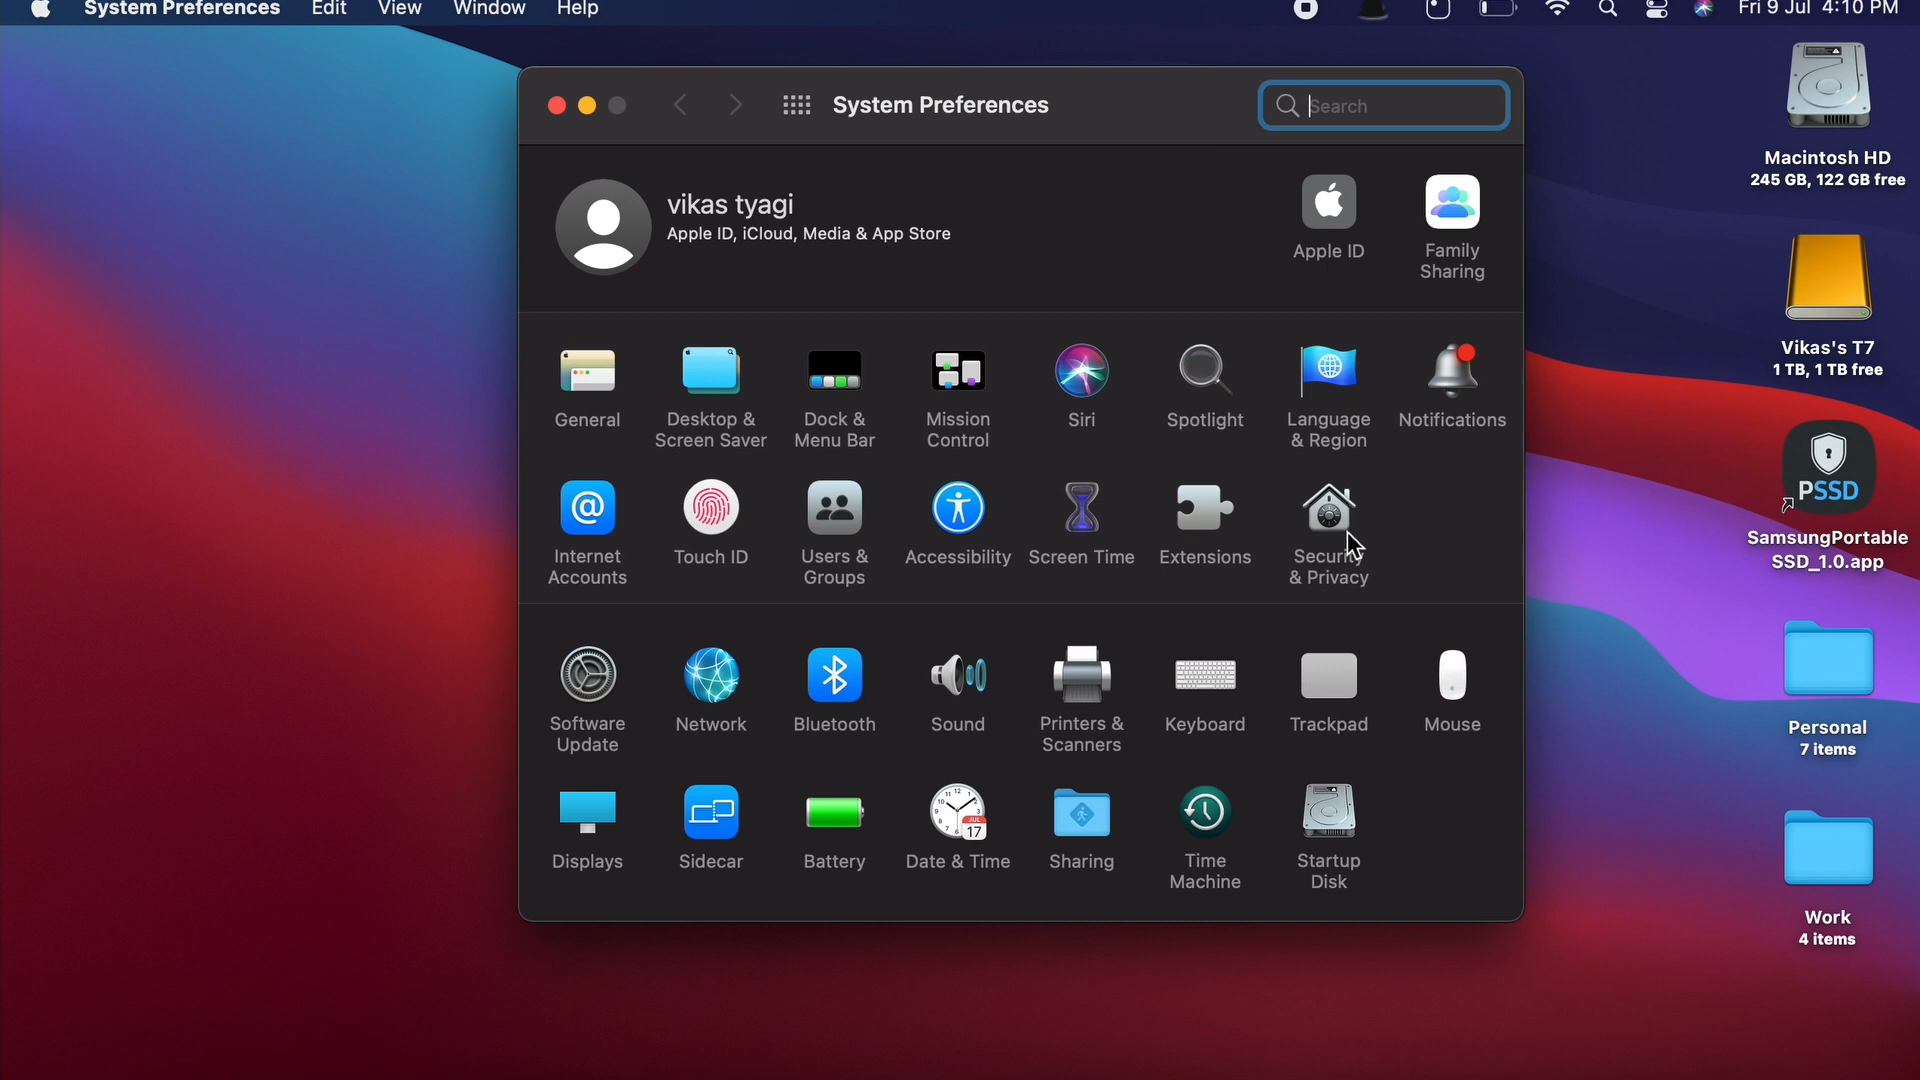 System Preferences Edit View Window Help Fri 9 Jul 4:10 PM
System Preferences
Search
vikas tyagi
Apple ID, iCloud, Media & App Store
Apple ID
Family
Sharing
General
Desktop &
Screen Saver
Dock &
Menu Bar
Mission
Control
Siri
Spotlight
Language
& Region
Notifications
Internet
Accounts
Touch ID
Users &
Groups
Accessibility
Screen Time
Extensions
Security
& Privacy
Software
Update
Network
Bluetooth
Sound
Printers &
Scanners
Keyboard
Trackpad
Mouse
Displays
Sidecar
Battery
JUL
17
Date & Time
Sharing
Time
Machine
Startup
Disk
Macintosh HD
245 GB, 122 GB free
Vikas's T7
1 TB, 1 TB free
PSSD
SamsungPortable
SSD_1.0.app
Personal
7 items
Work
4 items